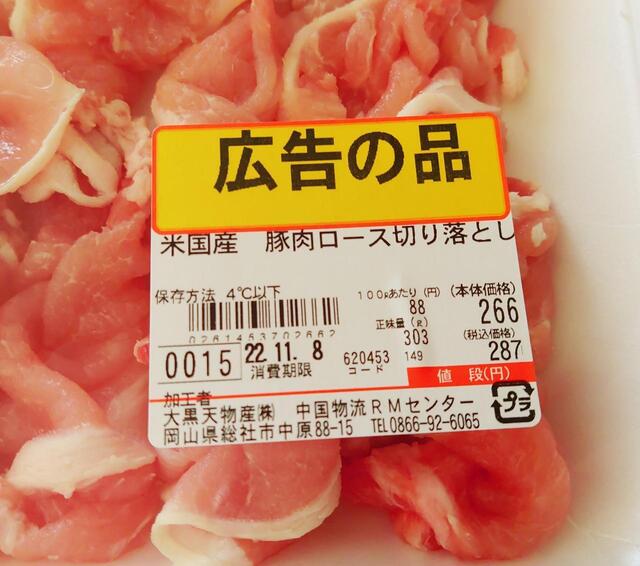 広告の品
米国産 豚肉ロース切り落とし
保存方法 4℃以下
100gあたり(円)
88
(本体価格)
266
正味量(g)
303
(税込価格)
287
0261453702662
0015
22.11.8
消費期限
620453
コード
149
値 段(円)
プラ
加工者
大黒天物産(株) 中国物流RMセンター
岡山県総社市中原88-15 TEL0866-92-6065